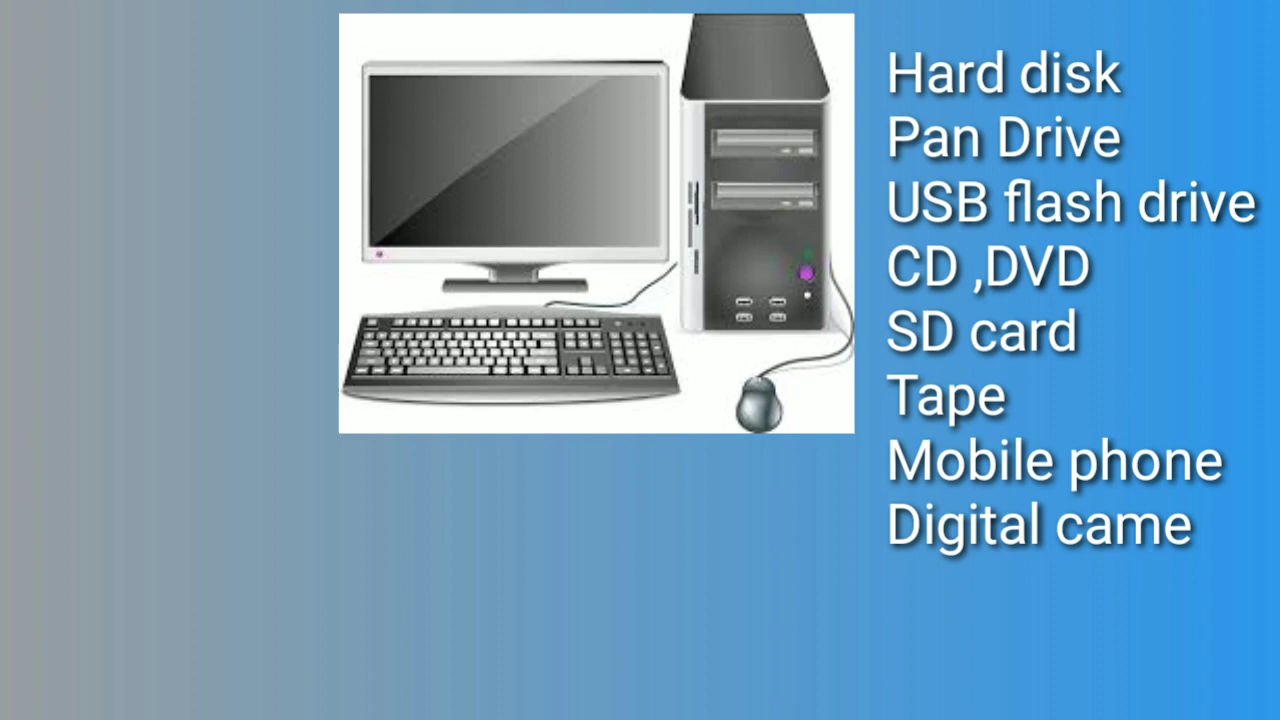 Hard disk
Pan Drive
USB flash drive
CD ,DVD
SD card
Tape
Mobile phone
Digital came